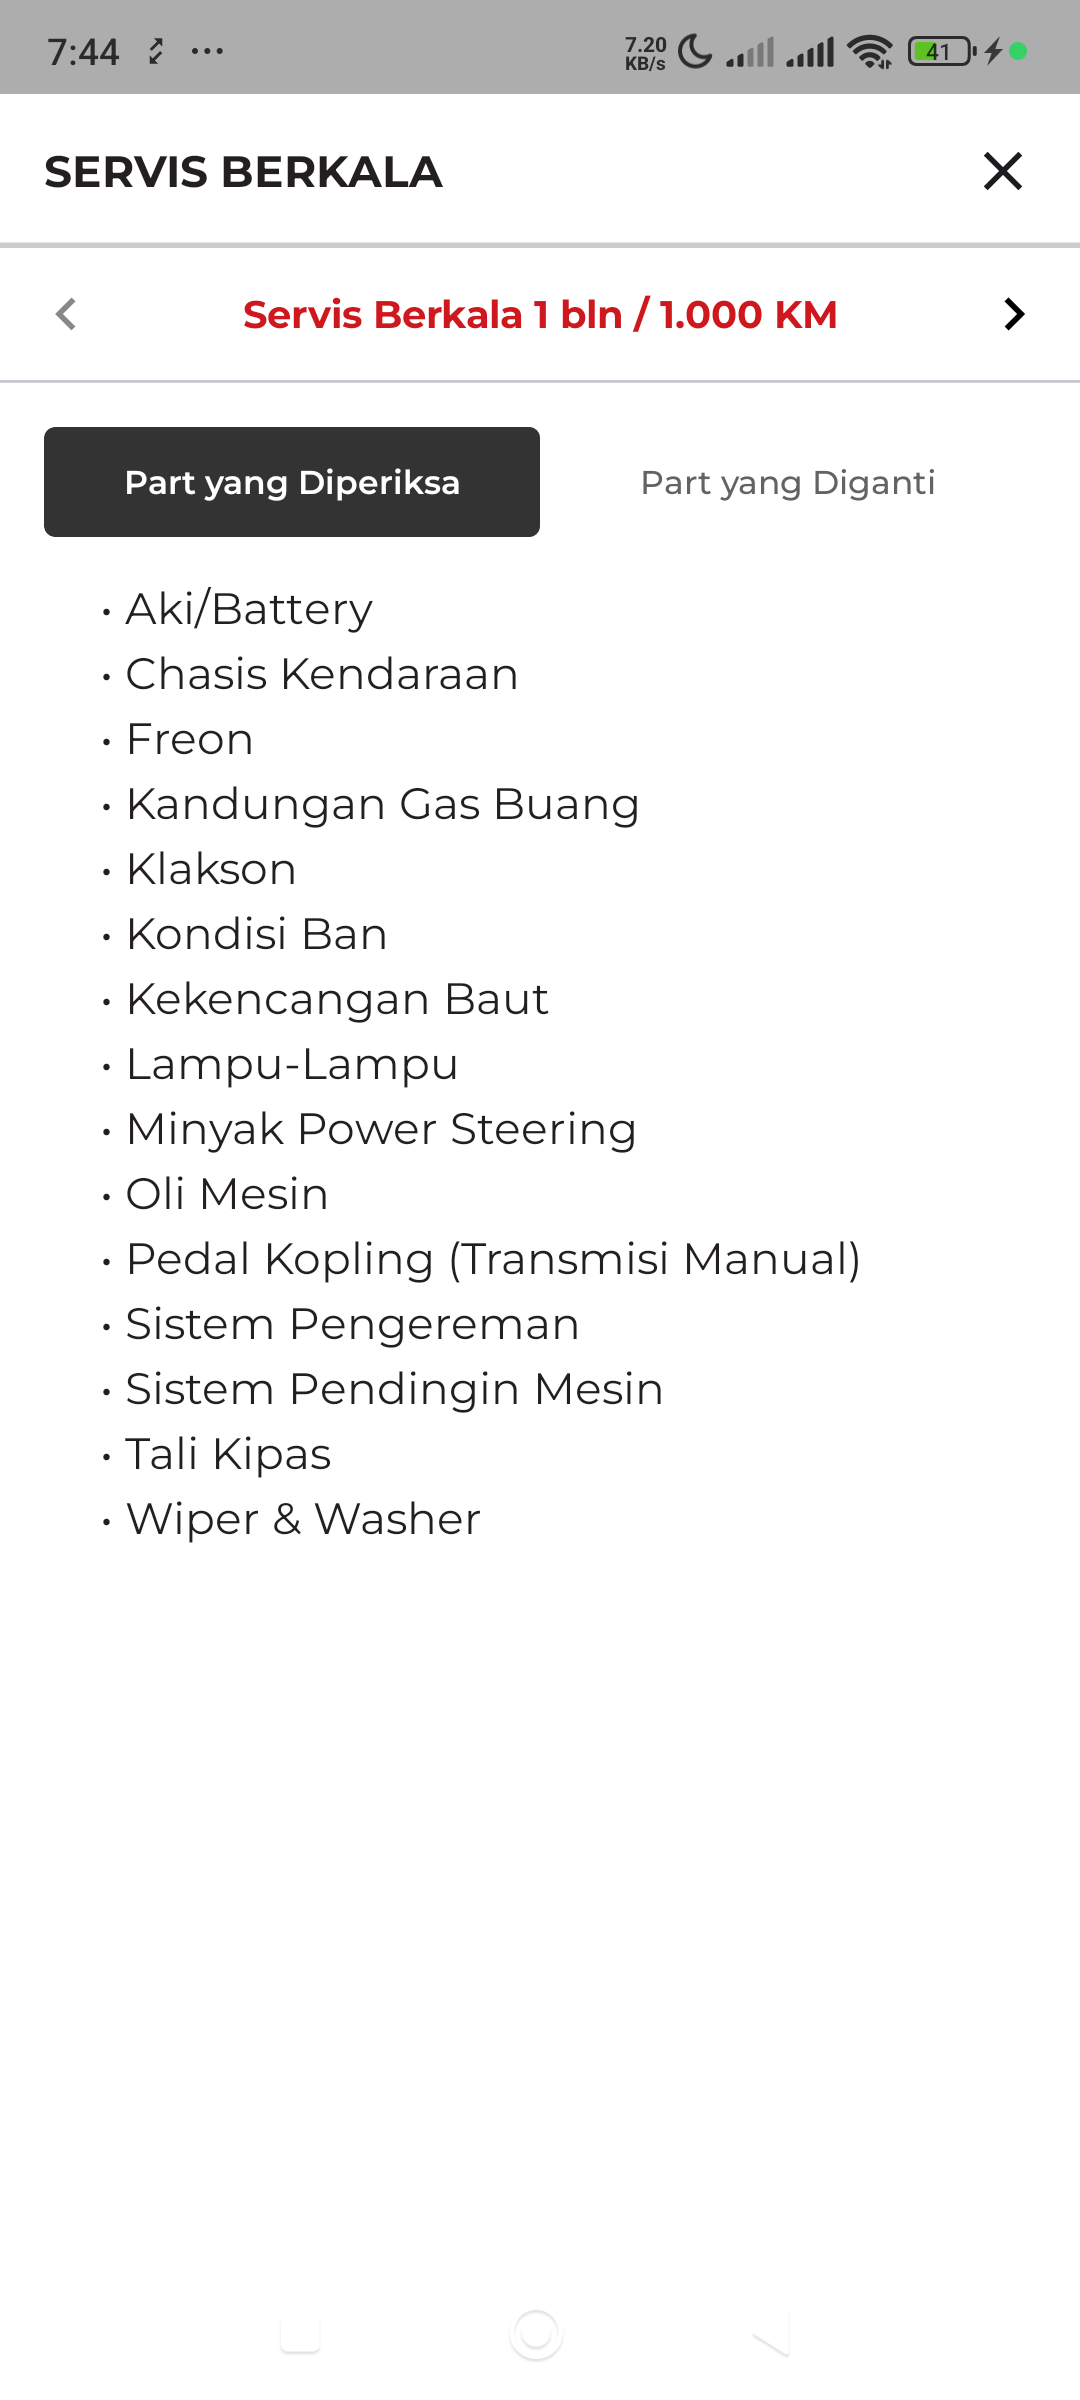 7:44
7.20
KB/s
41
SERVIS BERKALA
Servis Berkala 1 bln / 1.000 KM
Part yang Diperiksa
Part yang Diganti
• Aki/Battery
• Chasis Kendaraan
• Freon
• Kandungan Gas Buang
• Klakson
• Kondisi Ban
• Kekencangan Baut
• Lampu-Lampu
• Minyak Power Steering
• Oli Mesin
• Pedal Kopling (Transmisi Manual)
• Sistem Pengereman
• Sistem Pendingin Mesin
• Tali Kipas
• Wiper & Washer